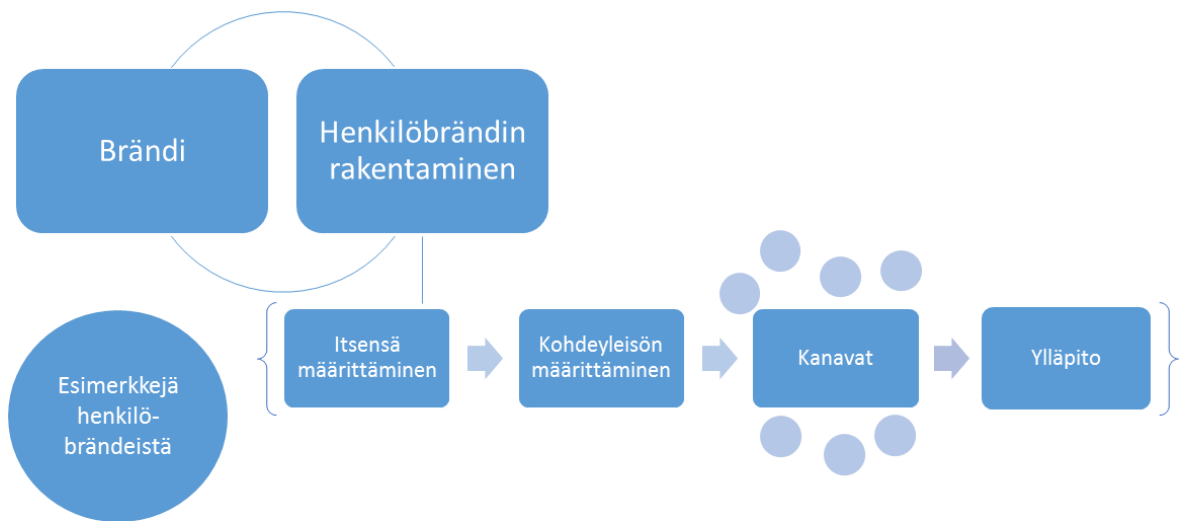 Brändi
Henkilöbrändin
rakentaminen
Itsensä
määrittäminen
Kohdeyleisön
määrittäminen
Kanavat
Ylläpito
Esimerkkejä
henkilö-
brändeistä